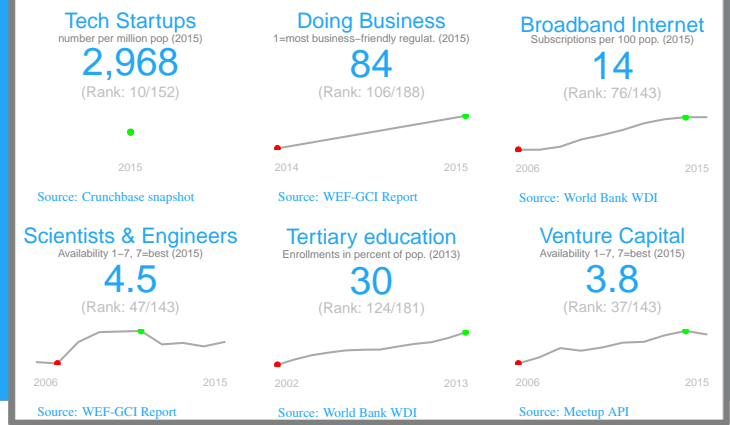 Tech Startups
number per million pop (2015)
2,968
(Rank: 10/152)
2015
Source: Crunchbase snapshot
Doing Business
1=most business−friendly regulat. (2015)
84
(Rank: 106/188)
2014 2015
Source: WEF-GCI Report
Broadband Internet
Subscriptions per 100 pop. (2015)
14
(Rank: 76/143)
2006 2015
Source: World Bank WDI
Scientists & Engineers
Availability 1−7, 7=best (2015)
4.5
(Rank: 47/143)
2006 2015
Source: WEF-GCI Report
Tertiary education
Enrollments in percent of pop. (2013)
30
(Rank: 124/181)
2002 2013
Source: World Bank WDI
Venture Capital
Availability 1−7, 7=best (2015)
3.8
(Rank: 37/143)
2006 2015
Source: Meetup API